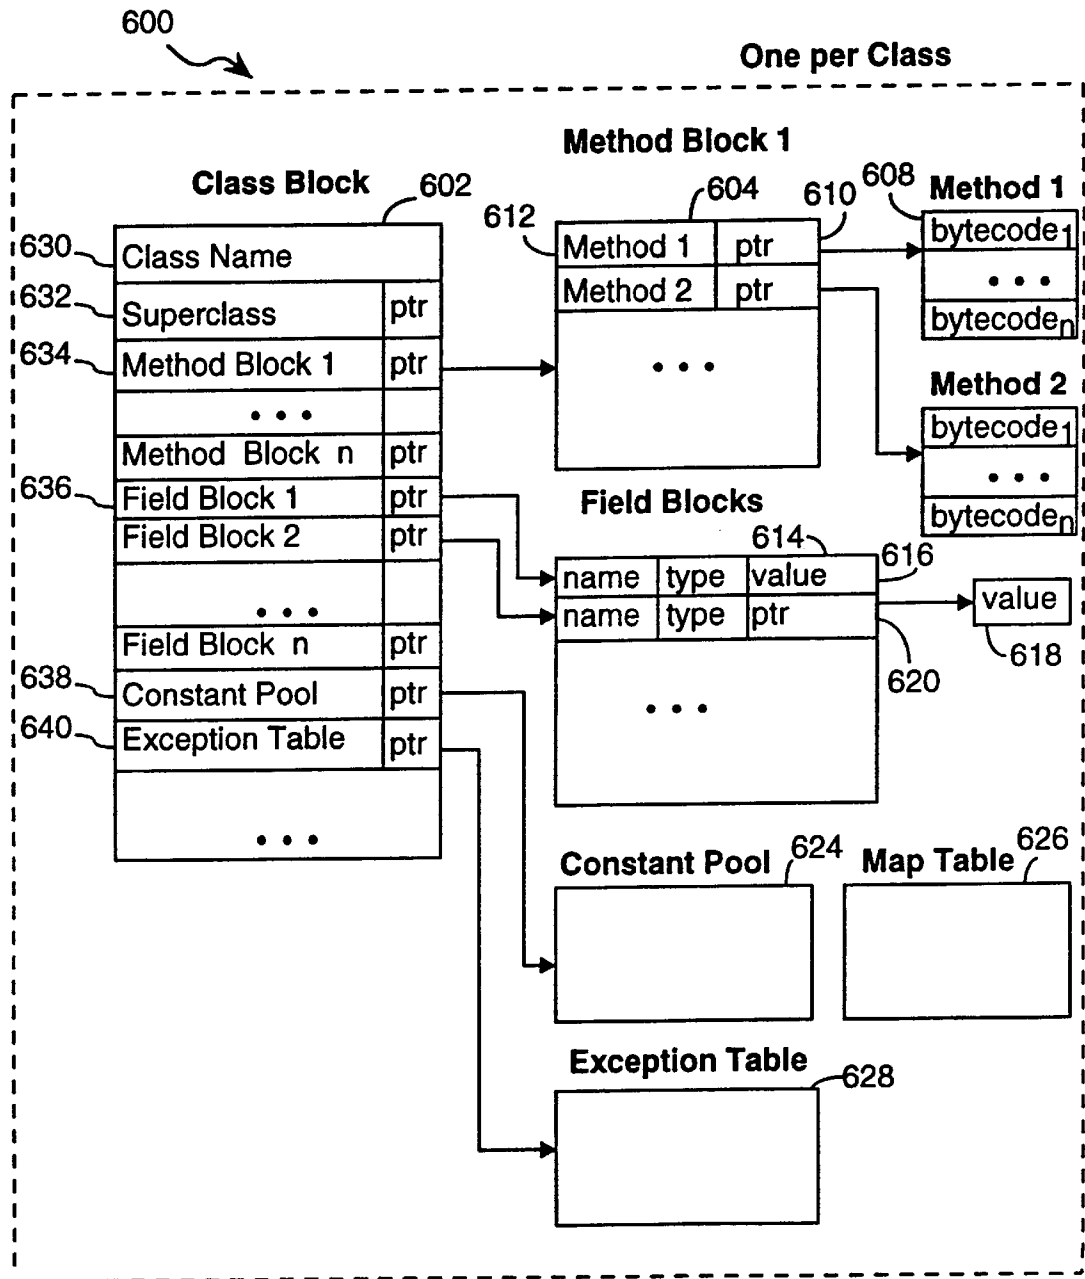 600
One per Class
Class Block
602
630
Class Name
632
Superclass ptr
634
Method Block 1 ptr
• • •
Method Block n ptr
636
Field Block 1 ptr
Field Block 2 ptr
• • •
Field Block n ptr
638
Constant Pool ptr
640
Exception Table ptr
• • •
Method Block 1
604
610
612
Method 1 ptr
Method 2 ptr
• • •
608
Method 1
bytecode1
• • •
bytecoden
Method 2
bytecode1
• • •
bytecoden
Field Blocks
614
616
name type value
name type ptr
620
• • •
value
618
Constant Pool
624
Map Table
626
Exception Table
628